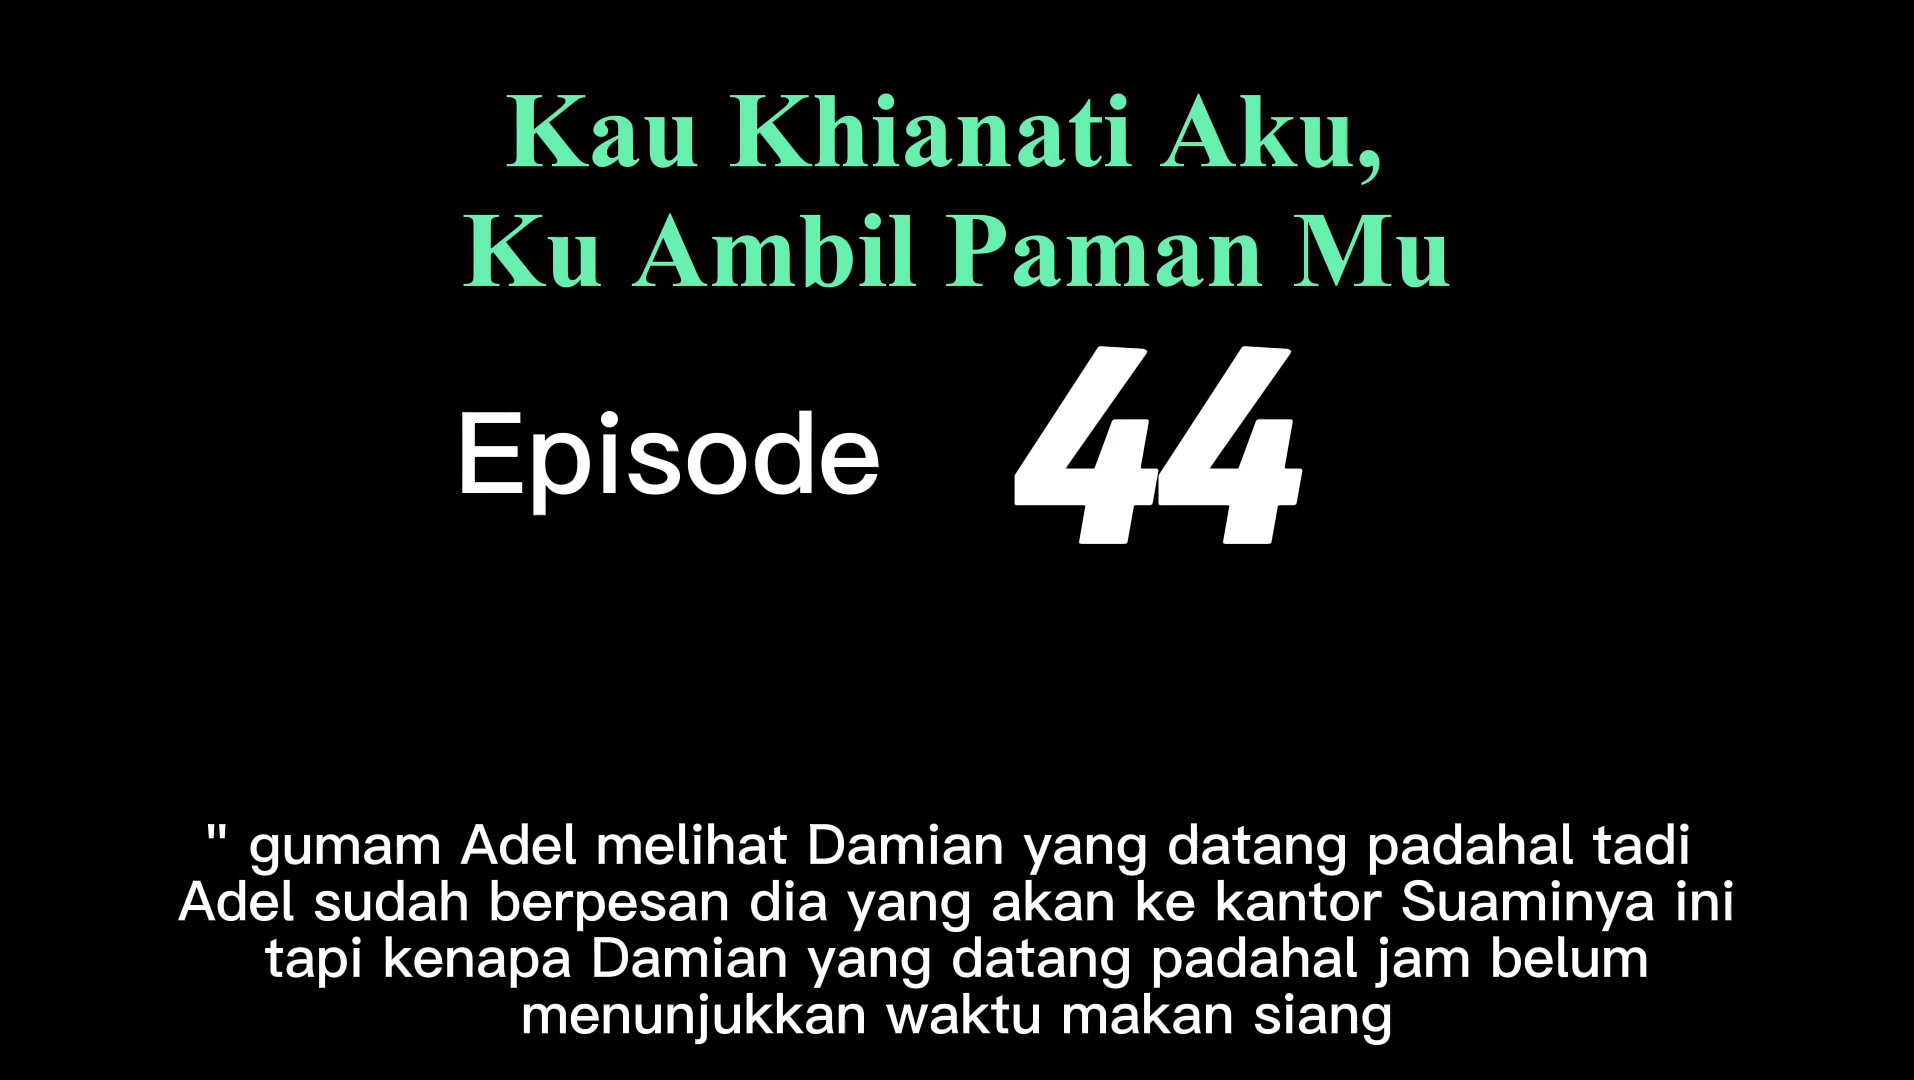 Kau Khianati Aku,
Ku Ambil Paman Mu
Episode 44
" gumam Adel melihat Damian yang datang padahal tadi
Adel sudah berpesan dia yang akan ke kantor Suaminya ini
tapi kenapa Damian yang datang padahal jam belum
menunjukkan waktu makan siang